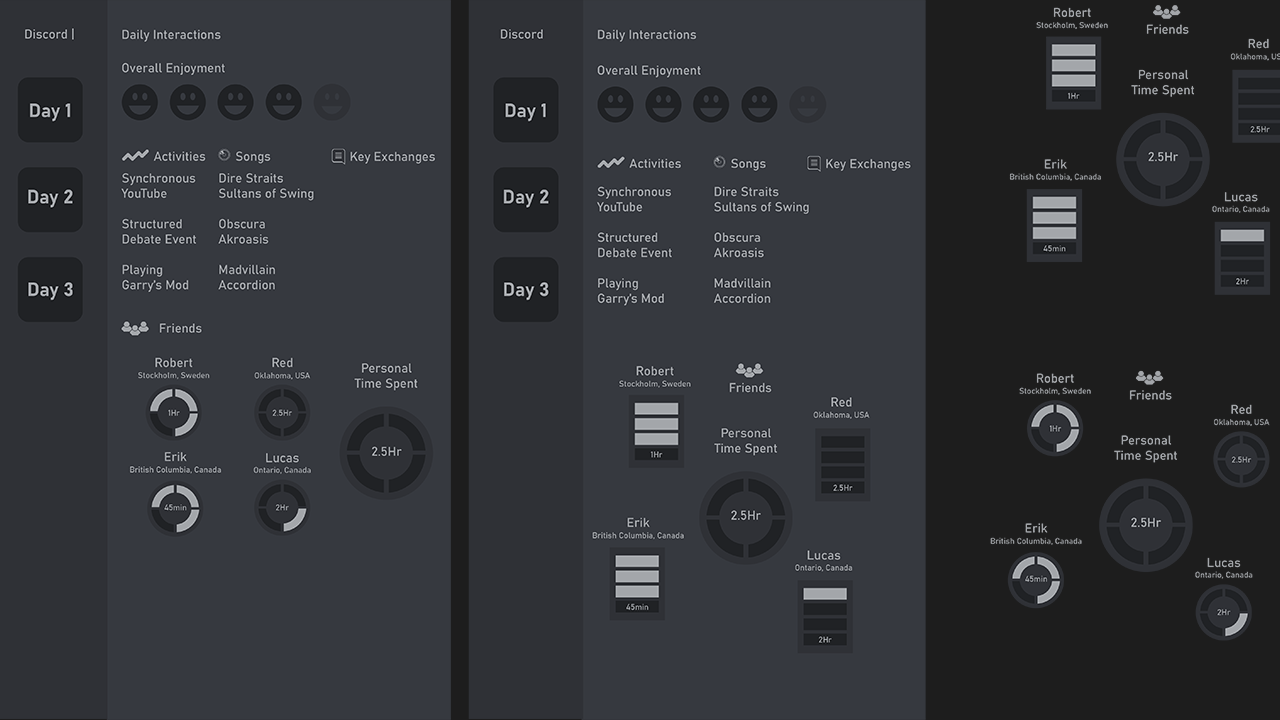 Discord |
Day 1
Day 2
Day 3
Daily Interactions
Overall Enjoyment
Activities
Songs
Key Exchanges
Synchronous
YouTube
Dire Straits
Sultans of Swing
Structured
Debate Event
Obscura
Akroasis
Playing
Garry's Mod
Madvillain
Accordion
Friends
Robert
Stockholm, Sweden
1Hr
Red
Oklahoma, USA
2.5Hr
Erik
British Columbia, Canada
45min
Lucas
Ontario, Canada
2Hr
Personal
Time Spent
2.5Hr
Discord
Day 1
Day 2
Day 3
Daily Interactions
Overall Enjoyment
Activities
Songs
Key Exchanges
Synchronous
YouTube
Dire Straits
Sultans of Swing
Structured
Debate Event
Obscura
Akroasis
Playing
Garry's Mod
Madvillain
Accordion
Robert
Stockholm, Sweden
1Hr
Friends
Red
Oklahoma, USA
2.5Hr
Personal
Time Spent
2.5Hr
Erik
British Columbia, Canada
45min
Lucas
Ontario, Canada
2Hr
Robert
Stockholm, Sweden
1Hr
Friends
Red
Oklahoma, US
2.5Hr
Personal
Time Spent
2.5Hr
Erik
British Columbia, Canada
45min
Lucas
Ontario, Canada
2Hr
Robert
Stockholm, Sweden
1Hr
Friends
Red
Oklahoma, USA
2.5Hr
Personal
Time Spent
2.5Hr
Erik
British Columbia, Canada
45min
Lucas
Ontario, Canada
2Hr